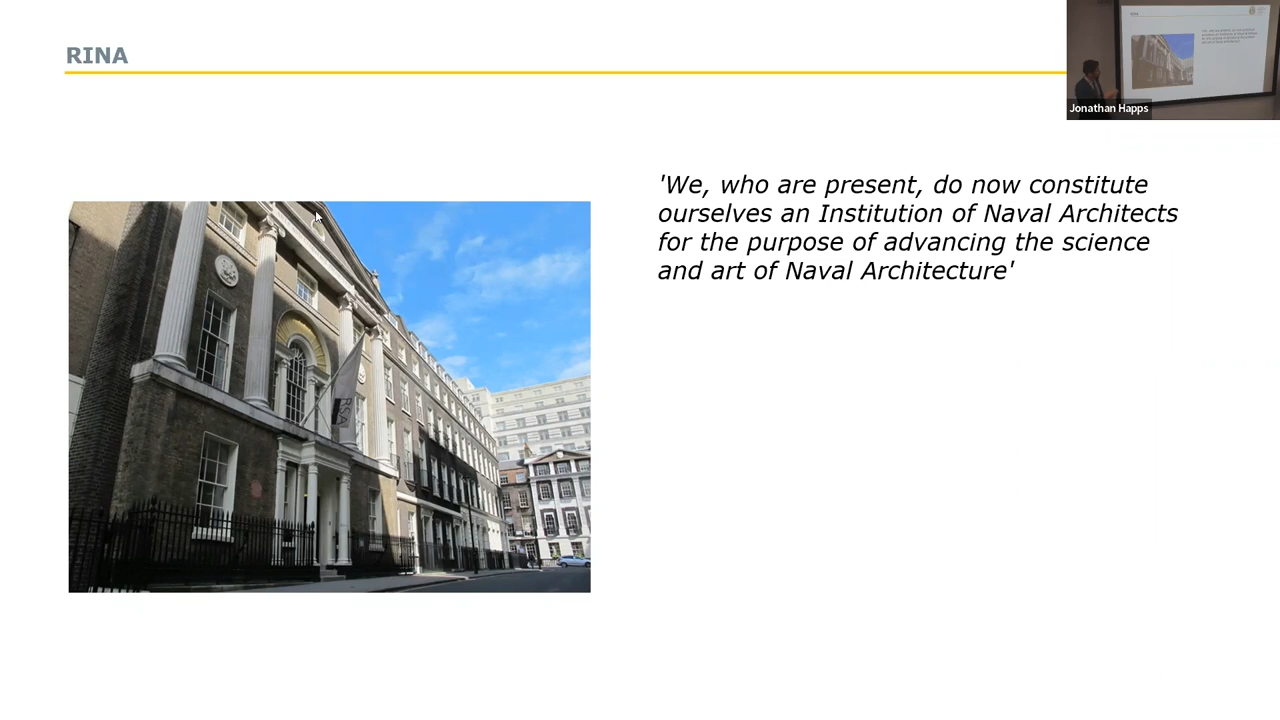 RINA
Jonathan Happs
'We, who are present, do now constitute
ourselves an Institution of Naval Architects
for the purpose of advancing the science
and art of Naval Architecture'
RSA